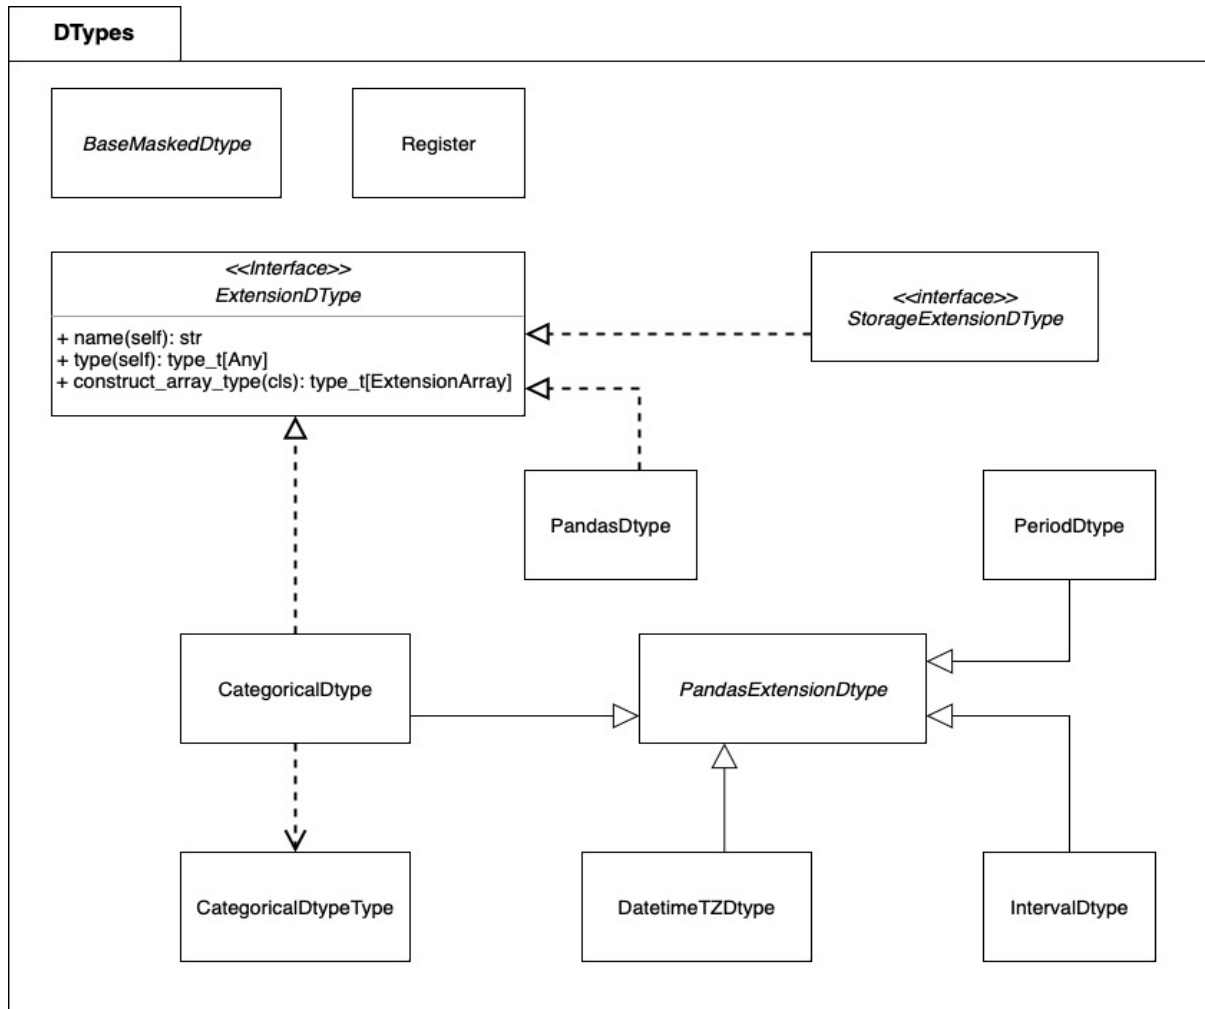 DTypes
BaseMaskedDtype
Register
<<Interface>>
ExtensionDType
+ name(self): str
+ type(self): type_t[Any]
+ construct_array_type(cls): type_t[ExtensionArray]
<<interface>>
StorageExtensionDType
PandasDtype
PeriodDtype
CategoricalDtype
PandasExtensionDtype
CategoricalDtypeType
DatetimeTZDtype
IntervalDtype